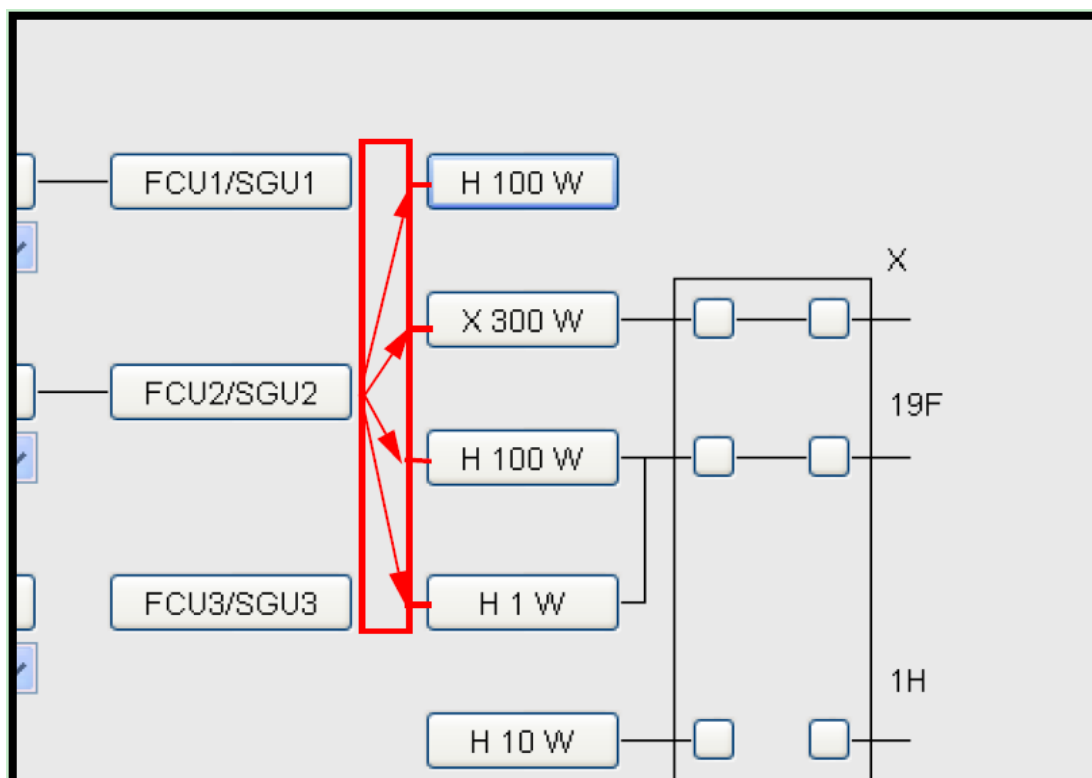 FCU1/SGU1
H 100 W
X
X 300 W
FCU2/SGU2
19F
H 100 W
FCU3/SGU3
H 1 W
1H
H 10 W